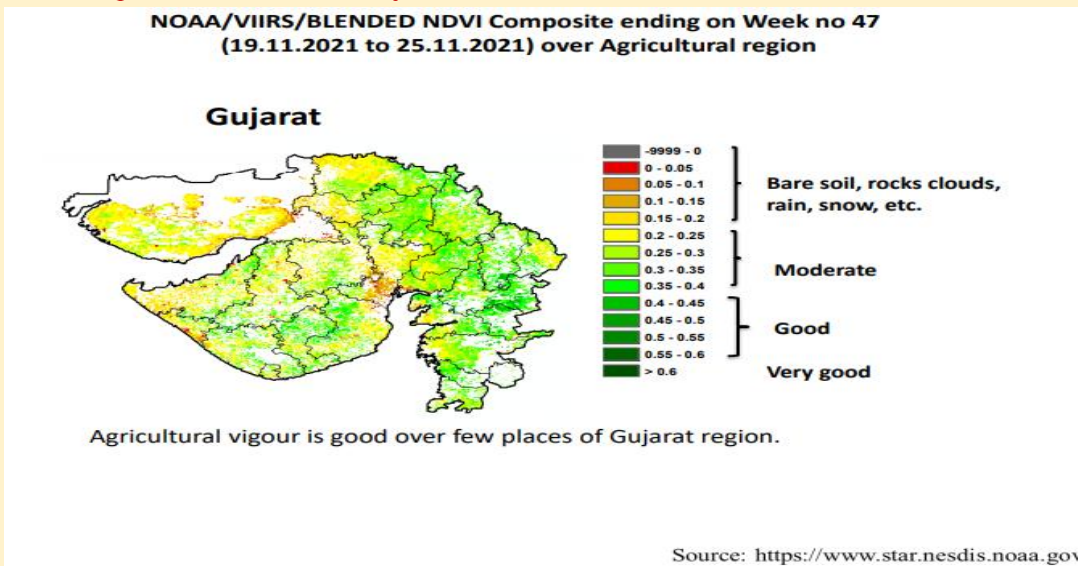 NOAA/VIIRS/BLENDED NDVI Composite ending on Week no 47
(19.11.2021 to 25.11.2021) over Agricultural region
Gujarat
-9999 - 0
0 - 0.05
0.05 - 0.1
0.1 - 0.15
0.15 - 0.2
0.2 - 0.25
0.25 - 0.3
0.3 - 0.35
0.35 - 0.4
0.4 - 0.45
0.45 - 0.5
0.5 - 0.55
0.55 - 0.6
> 0.6
Bare soil, rocks clouds,
rain, snow, etc.
Moderate
Good
Very good
Agricultural vigour is good over few places of Gujarat region.
Source: https://www.star.nesdis.noaa.gov